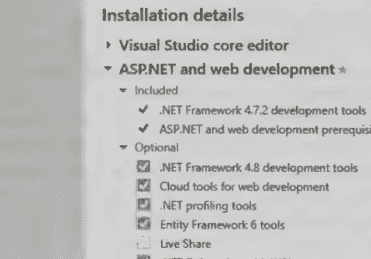 Installation details
Visual Studio core editor
ASP.NET and web development *
Included
.NET Framework 4.7.2 development tools
ASP.NET and web development
Optional
.NET Framework 4.8 development tools
Cloud tools for web development
.NET profiling tools
Entity Framework 6 tools
Live Share